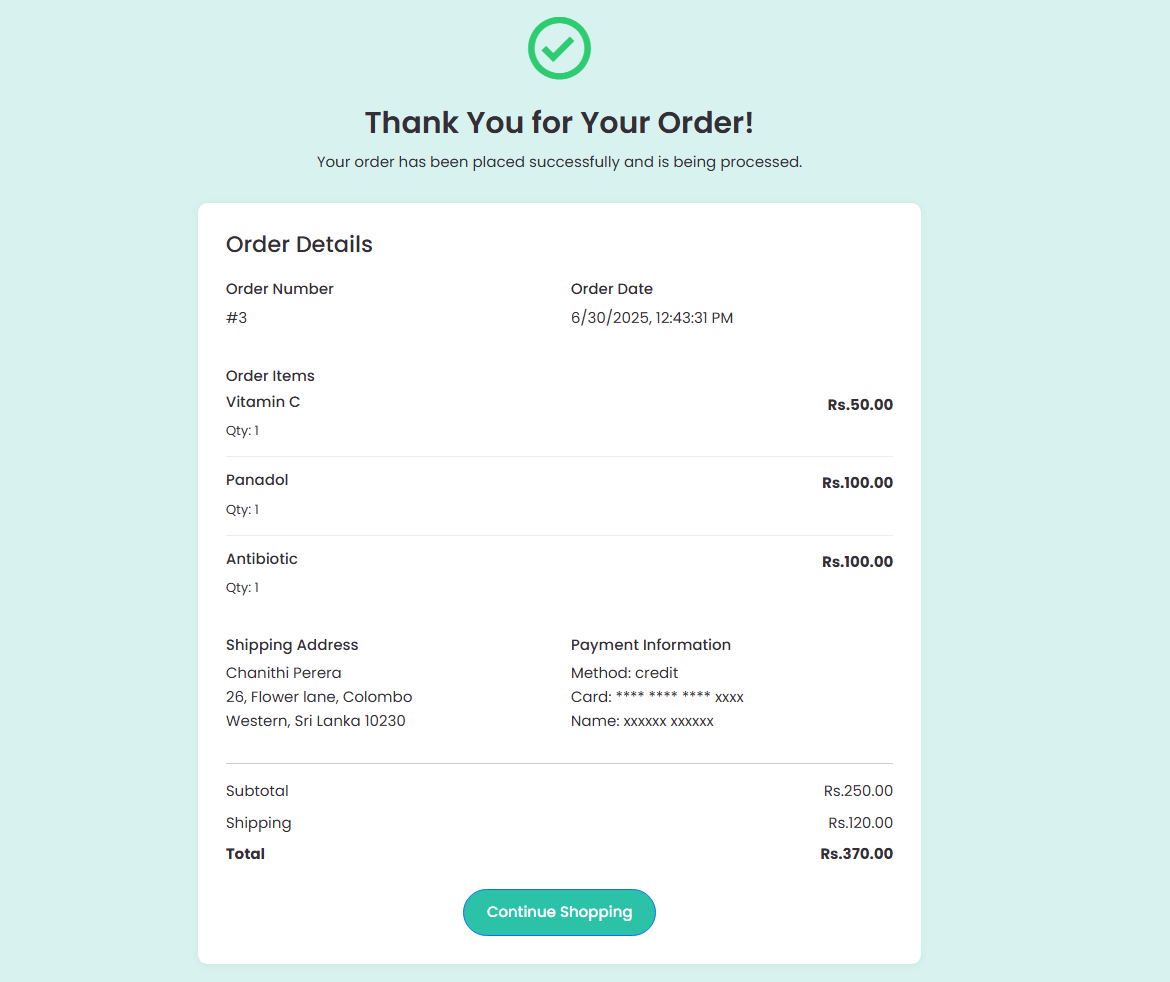 Thank You for Your Order!
Your order has been placed successfully and is being processed.
Order Details
Order Number
#3
Order Date
6/30/2025, 12:43:31 PM
Order Items
Vitamin C
Rs.50.00
Qty: 1
Panadol
Rs.100.00
Qty: 1
Antibiotic
Rs.100.00
Qty: 1
Shipping Address
Chanithi Perera
26, Flower lane, Colombo
Western, Sri Lanka 10230
Payment Information
Method: credit
Card: **** **** **** xxxx
Name: xxxxxx xxxxxx
Subtotal Rs.250.00
Shipping Rs.120.00
Total Rs.370.00
Continue Shopping